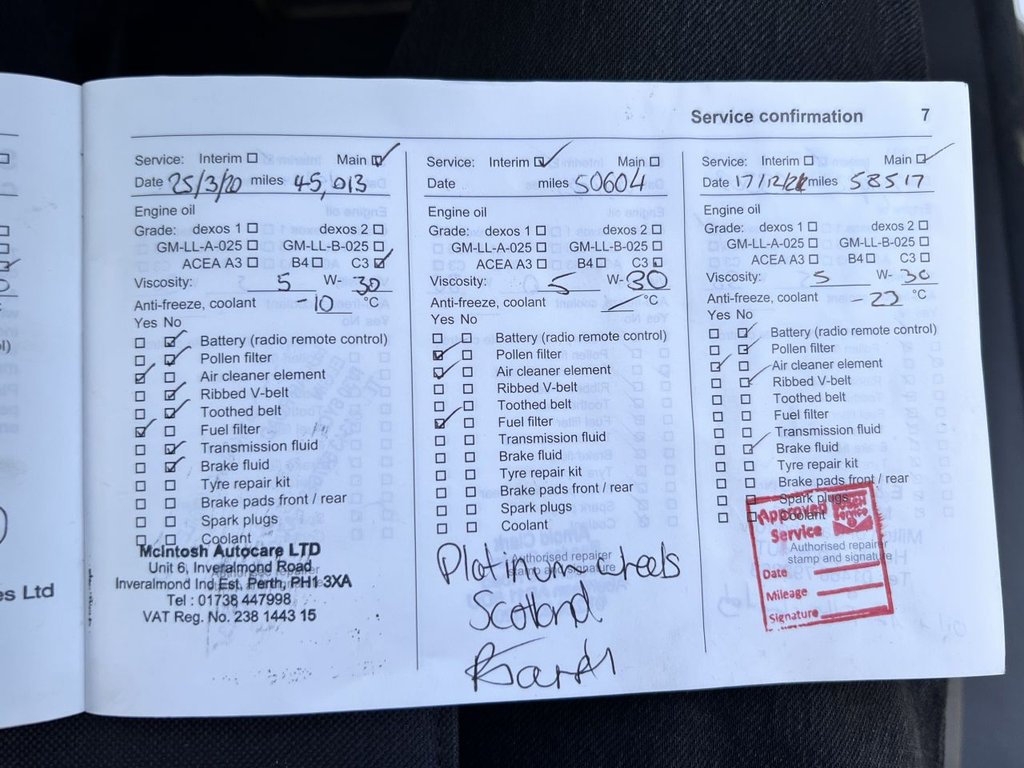 Service confirmation 7
Service: Interim Main
Date 25/3/20 miles 45,013
Engine oil
Grade: dexos 1 dexos 2
GM-LL-A-025 GM-LL-B-025
ACEA A3 B4 C3
Viscosity: 5 W- 30
Anti-freeze, coolant -10 °C
Yes No
Battery (radio remote control)
Pollen filter
Air cleaner element
Ribbed V-belt
Toothed belt
Fuel filter
Transmission fluid
Brake fluid
Tyre repair kit
Brake pads front / rear
Spark plugs
Coolant
McIntosh Autocare LTD
Unit 6, Inveralmond Road
Inveralmond Ind Est, Perth, PH1 3XA
Tel : 01738 447998
VAT Reg. No. 238 1443 15
Service: Interim Main
Date miles 50604
Engine oil
Grade: dexos 1 dexos 2
GM-LL-A-025 GM-LL-B-025
ACEA A3 B4 C3
Viscosity: 5 W- 30
Anti-freeze, coolant °C
Yes No
Battery (radio remote control)
Pollen filter
Air cleaner element
Ribbed V-belt
Toothed belt
Fuel filter
Transmission fluid
Brake fluid
Tyre repair kit
Brake pads front / rear
Spark plugs
Coolant
Authorised repairer
stamp and signature
Platinum wheels
Scotland
Service: Interim Main
Date 17/12/ miles 58517
Engine oil
Grade: dexos 1 dexos 2
GM-LL-A-025 GM-LL-B-025
ACEA A3 B4 C3
Viscosity: 5 W- 30
Anti-freeze, coolant °C
Yes No
Battery (radio remote control)
Pollen filter
Air cleaner element
Ribbed V-belt
Toothed belt
Fuel filter
Transmission fluid
Brake fluid
Tyre repair kit
Brake pads front / rear
Spark plugs
Coolant
Approved
Service
Authorised repairer
stamp and signature
Date
Mileage
Signature
es Ltd